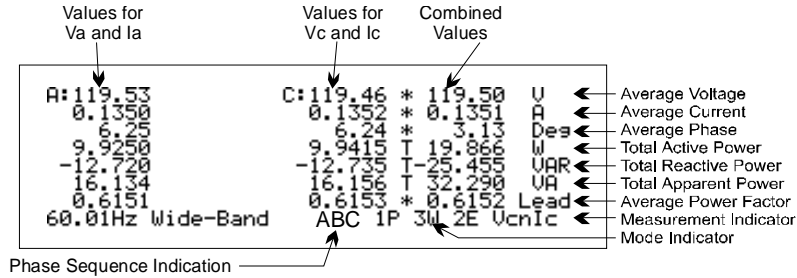 Values for
Va and Ia
Values for
Vc and Ic
Combined
Values
A:119.53 C:119.46 * 119.50 V
0.1350 0.1352 * 0.1351 A
6.25 6.24 * 3.13 Deg
9.9250 9.9415 T 19.866 W
-12.720 -12.735 T-25.455 VAR
16.134 16.156 T 32.290 VA
0.6151 0.6153 * 0.6152 Lead
60.01Hz Wide-Band ABC 1P 3W 2E VcnIc
Average Voltage
Average Current
Average Phase
Total Active Power
Total Reactive Power
Total Apparent Power
Average Power Factor
Measurement Indicator
Mode Indicator
Phase Sequence Indication